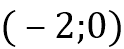 ( – 2;0)